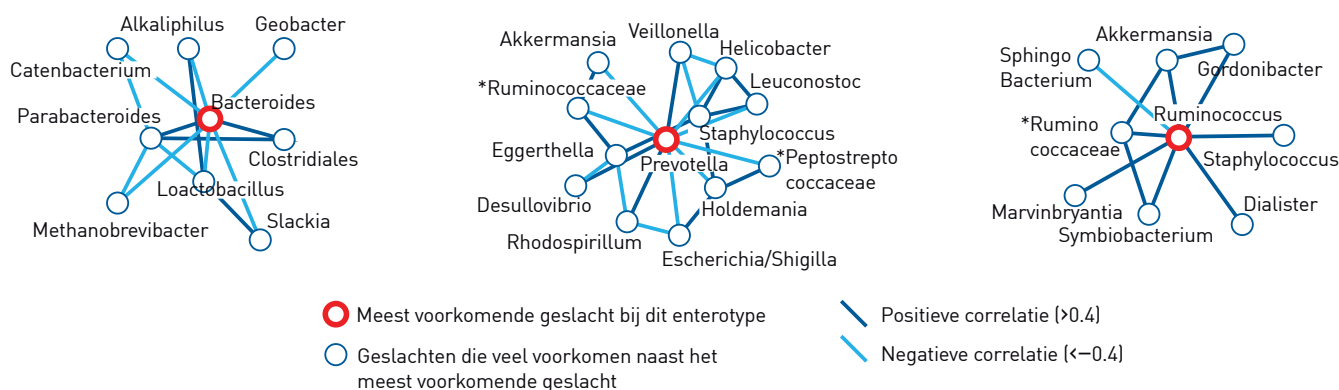 Alkaliphilus
Geobacter
Catenbacterium
Bacteroides
Parabacteroides
Clostridiales
Loactobacillus
Methanobrevibacter
Slackia
Veillonella
Akkermansia
Helicobacter
Leuconostoc
*Ruminococcaceae
Staphylococcus
Eggerthella
Prevotella
*Peptostrepto
coccaceae
Desullovibrio
Holdemania
Rhodospirillum
Escherichia/Shigilla
Akkermansia
Sphingo
Bacterium
Gordonibacter
Ruminococcus
*Rumino
coccaceae
Staphylococcus
Marvinbryantia
Dialister
Symbiobacterium
Meest voorkomende geslacht bij dit enterotype
Geslachten die veel voorkomen naast het
meest voorkomende geslacht
Positieve correlatie (>0.4)
Negatieve correlatie (<–0.4)